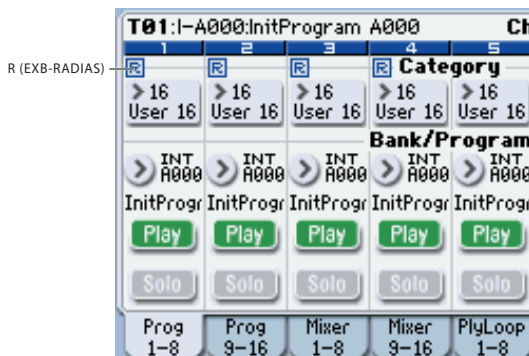 T01:I-A000:InitProgram A000 Ch
1 2 3 4 5
R (EXB-RADIAS) R R R R Category
>16 >16 >16 >16 >16
User 16 User 16 User 16 User 16 User 16
Bank/Program
> INT > INT > INT > INT > INT
A000 A000 A000 A000 A000
InitProgr InitProgr InitProgr InitProgr InitProgr
Play Play Play Play Play
Solo Solo Solo Solo Solo
Prog Prog Mixer Mixer PlyLoop
1-8 9-16 1-8 9-16 1-8